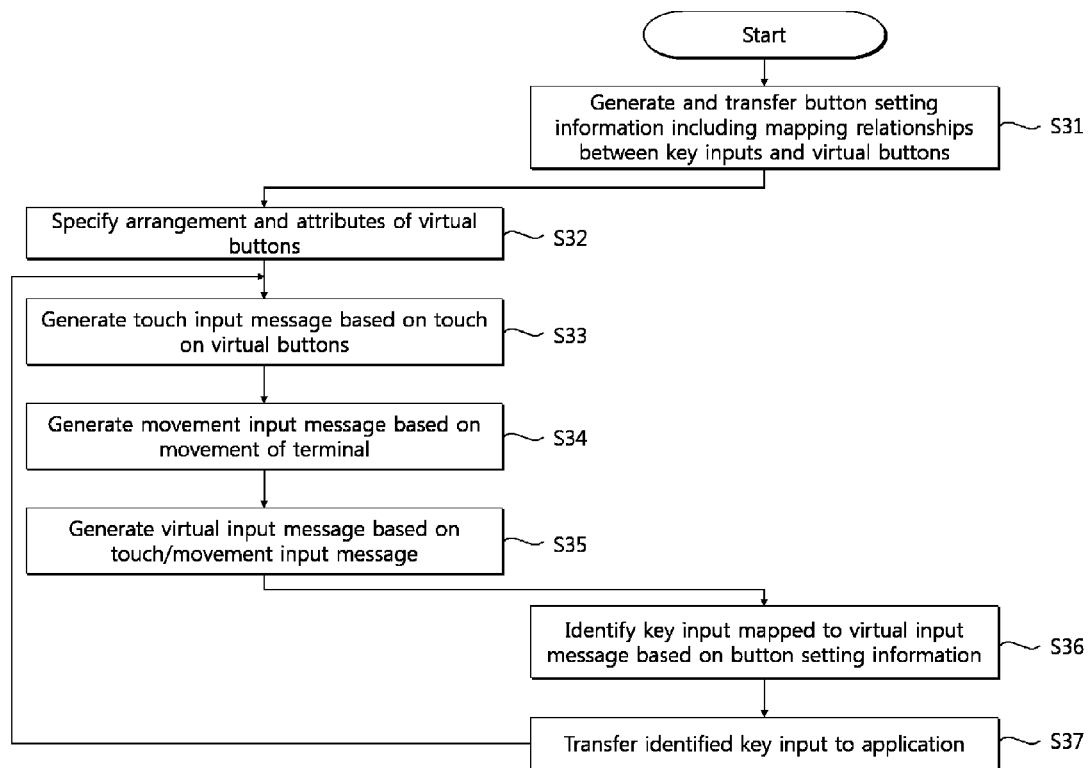 Start
Generate and transfer button setting
information including mapping relationships
between key inputs and virtual buttons
S31
Specify arrangement and attributes of virtual
buttons
S32
Generate touch input message based on touch
on virtual buttons
S33
Generate movement input message based on
movement of terminal
S34
Generate virtual input message based on
touch/movement input message
S35
Identify key input mapped to virtual input
message based on button setting information
S36
Transfer identified key input to application
S37